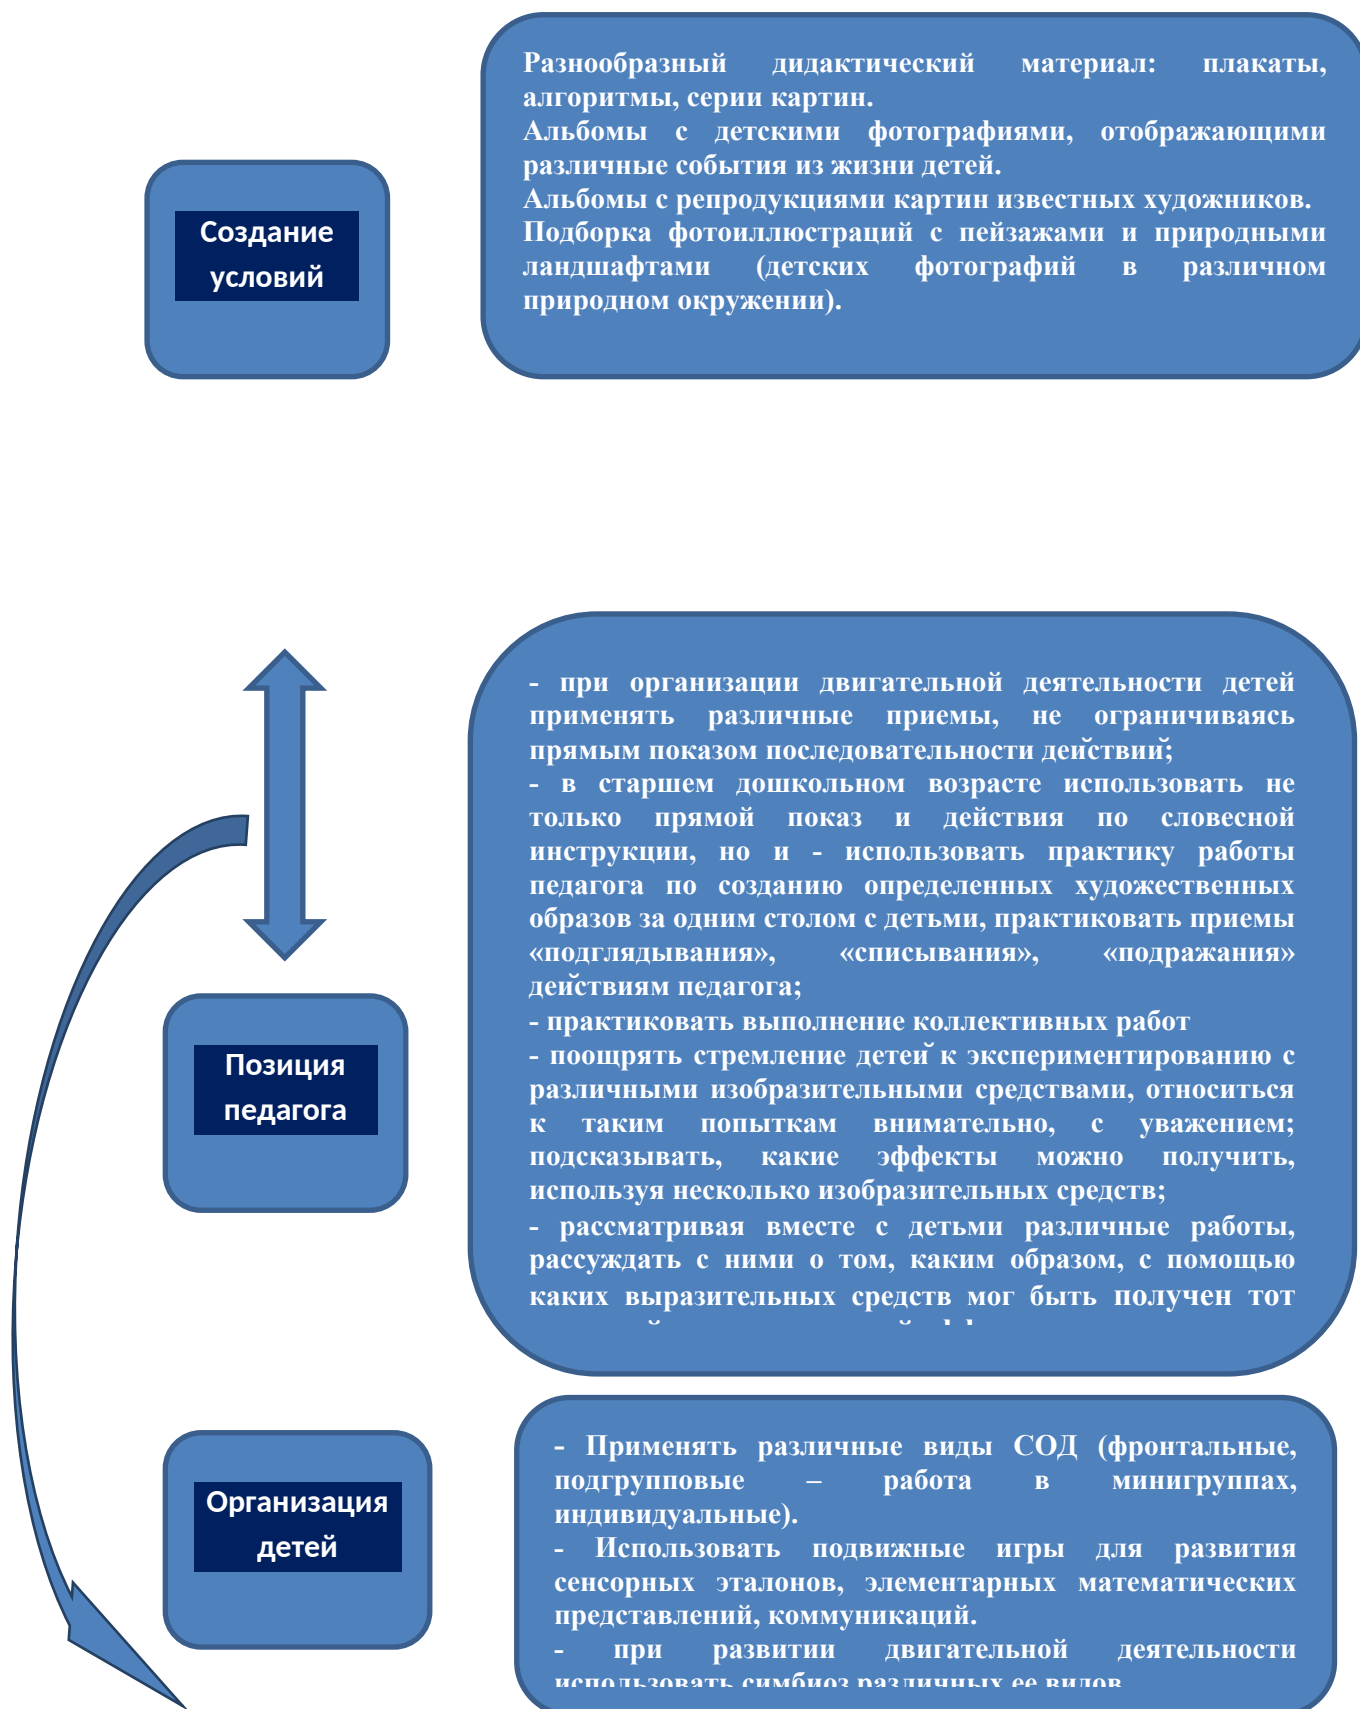 Создание
условий
Разнообразный дидактический материал: плакаты,
алгоритмы, серии картин.
Альбомы с детскими фотографиями, отображающими
различные события из жизни детей.
Альбомы с репродукциями картин известных художников.
Подборка фотоиллюстраций с пейзажами и природными
ландшафтами (детских фотографий в различном
природном окружении).
Позиция
педагога
- при организации двигательной деятельности детей
применять различные приемы, не ограничиваясь
прямым показом последовательности действий;
- в старшем дошкольном возрасте использовать не
только прямой показ и действия по словесной
инструкции, но и - использовать практику работы
педагога по созданию определенных художественных
образов за одним столом с детьми, практиковать приемы
«подглядывания», «списывания», «подражания»
действиям педагога;
- практиковать выполнение коллективных работ
- поощрять стремление детей к экспериментированию с
различными изобразительными средствами, относиться
к таким попыткам внимательно, с уважением;
подсказывать, какие эффекты можно получить,
используя несколько изобразительных средств;
- рассматривая вместе с детьми различные работы,
рассуждать с ними о том, каким образом, с помощью
каких выразительных средств мог быть получен тот
Организация
детей
- Применять различные виды СОД (фронтальные,
подгрупповые – работа в минигруппах,
индивидуальные).
- Использовать подвижные игры для развития
сенсорных эталонов, элементарных математических
представлений, коммуникаций.
- при развитии двигательной деятельности
использовать симбиоз различных ее видов